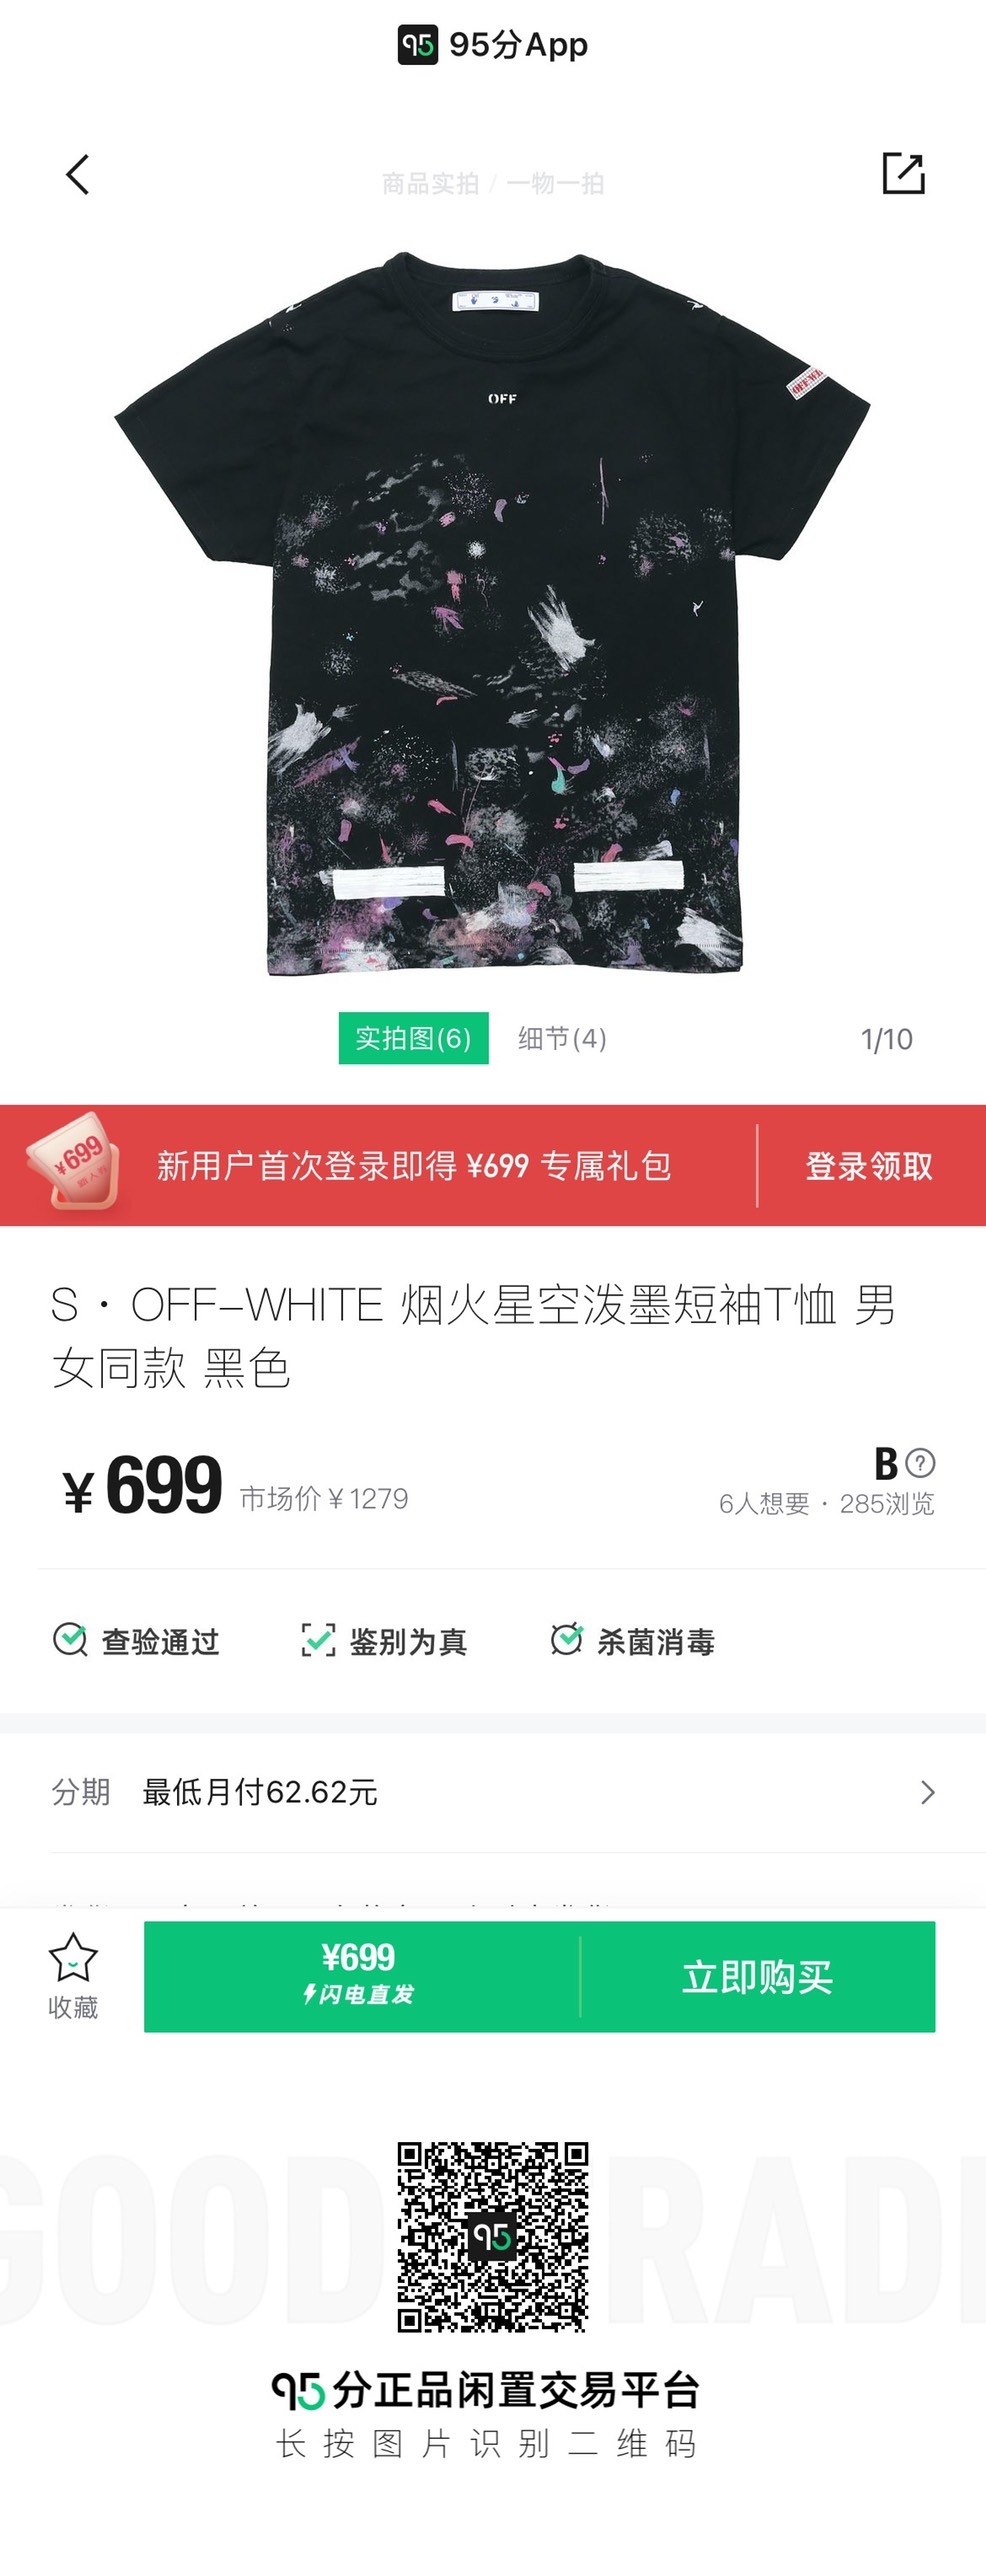 95分App
商品实拍 / 一物一拍
OFF
实拍图(6)
细节(4)
1/10
¥699
新用户首次登录即得 ¥699 专属礼包
登录领取
S · OFF-WHITE 烟火星空泼墨短袖T恤 男
女同款 黑色
¥699 市场价¥1279
B
6人想要 · 285浏览
查验通过
鉴别为真
杀菌消毒
分期 最低月付62.62元
收藏
¥699
闪电直发
立即购买
GOOD
RADI
95
95分正品闲置交易平台
长按图片识别二维码